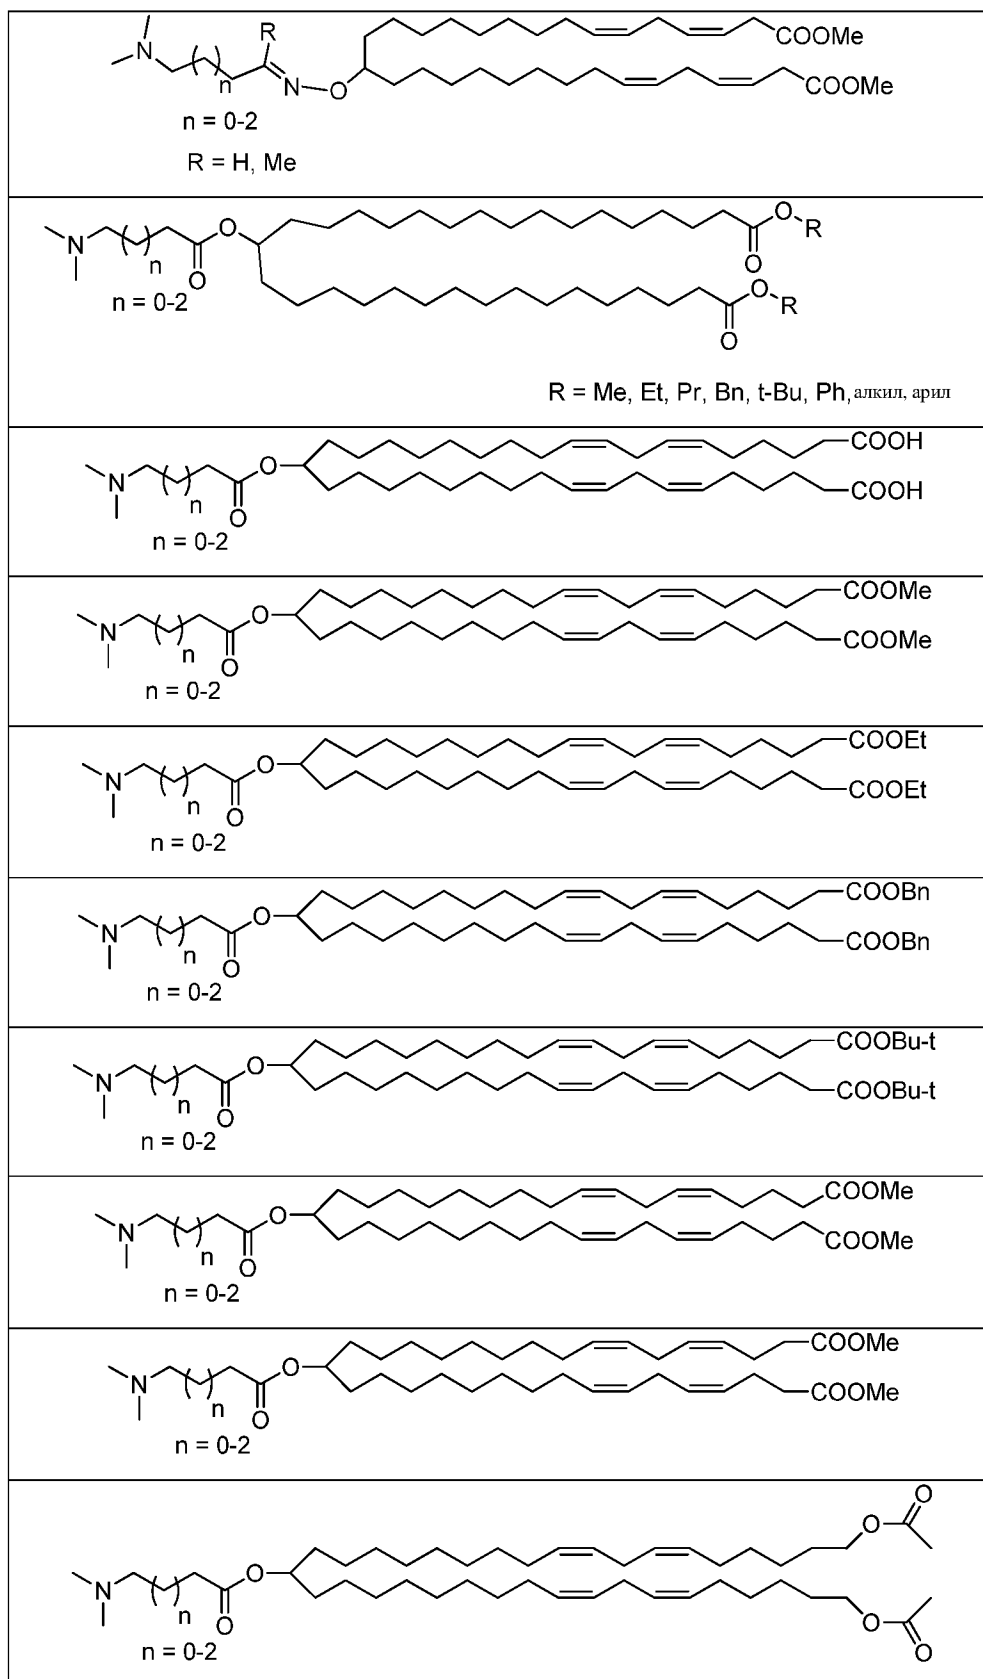 R
N
n
N
O
COOMe
COOMe
n = 0-2
R = H, Me
N
n
O
O
O
R
O
O
R
O
n = 0-2
R = Me, Et, Pr, Bn, t-Bu, Ph, алкил, арил
N
n
O
O
COOH
COOH
n = 0-2
N
n
O
O
COOMe
COOMe
n = 0-2
N
n
O
O
COOEt
COOEt
n = 0-2
N
n
O
O
COOBn
COOBn
n = 0-2
N
n
O
O
COOBu-t
COOBu-t
n = 0-2
N
n
O
O
COOMe
COOMe
n = 0-2
N
n
O
O
COOMe
COOMe
n = 0-2
N
n
O
O
O
O
O
O
n = 0-2